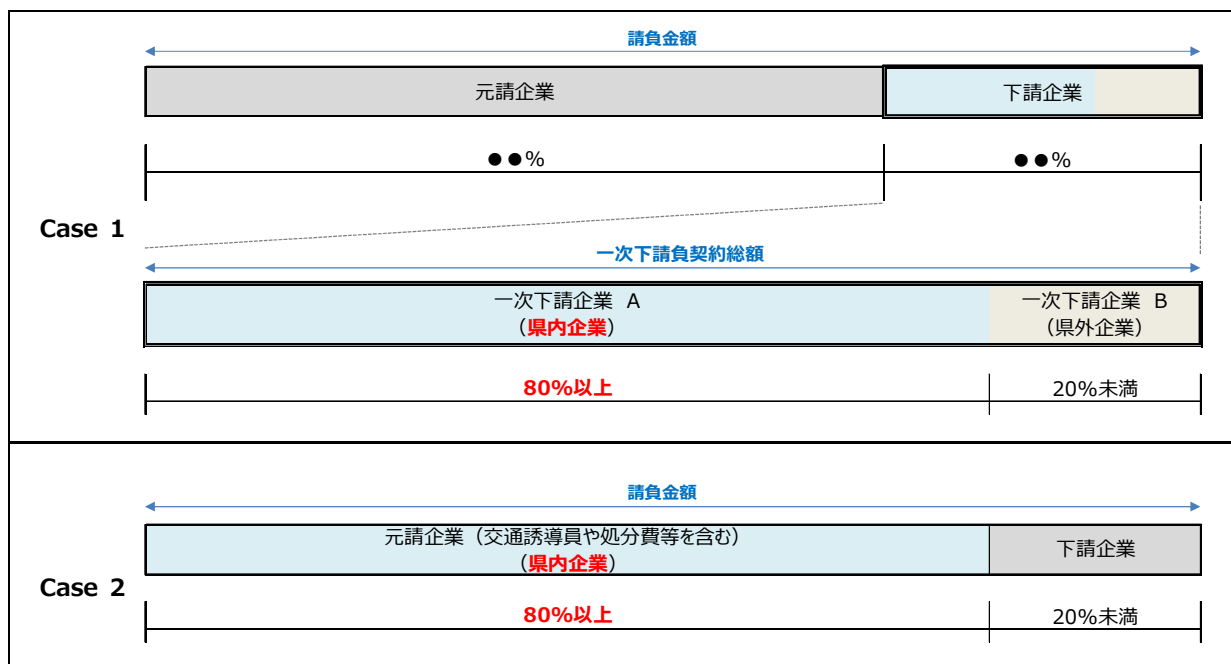 請負金額
元請企業
下請企業
●●%
●●%
Case 1
一次下請負契約総額
一次下請企業 A
（県内企業）
一次下請企業 B
（県外企業）
80%以上
20%未満
請負金額
元請企業（交通誘導員や処分費等を含む）
（県内企業）
下請企業
Case 2
80%以上
20%未満